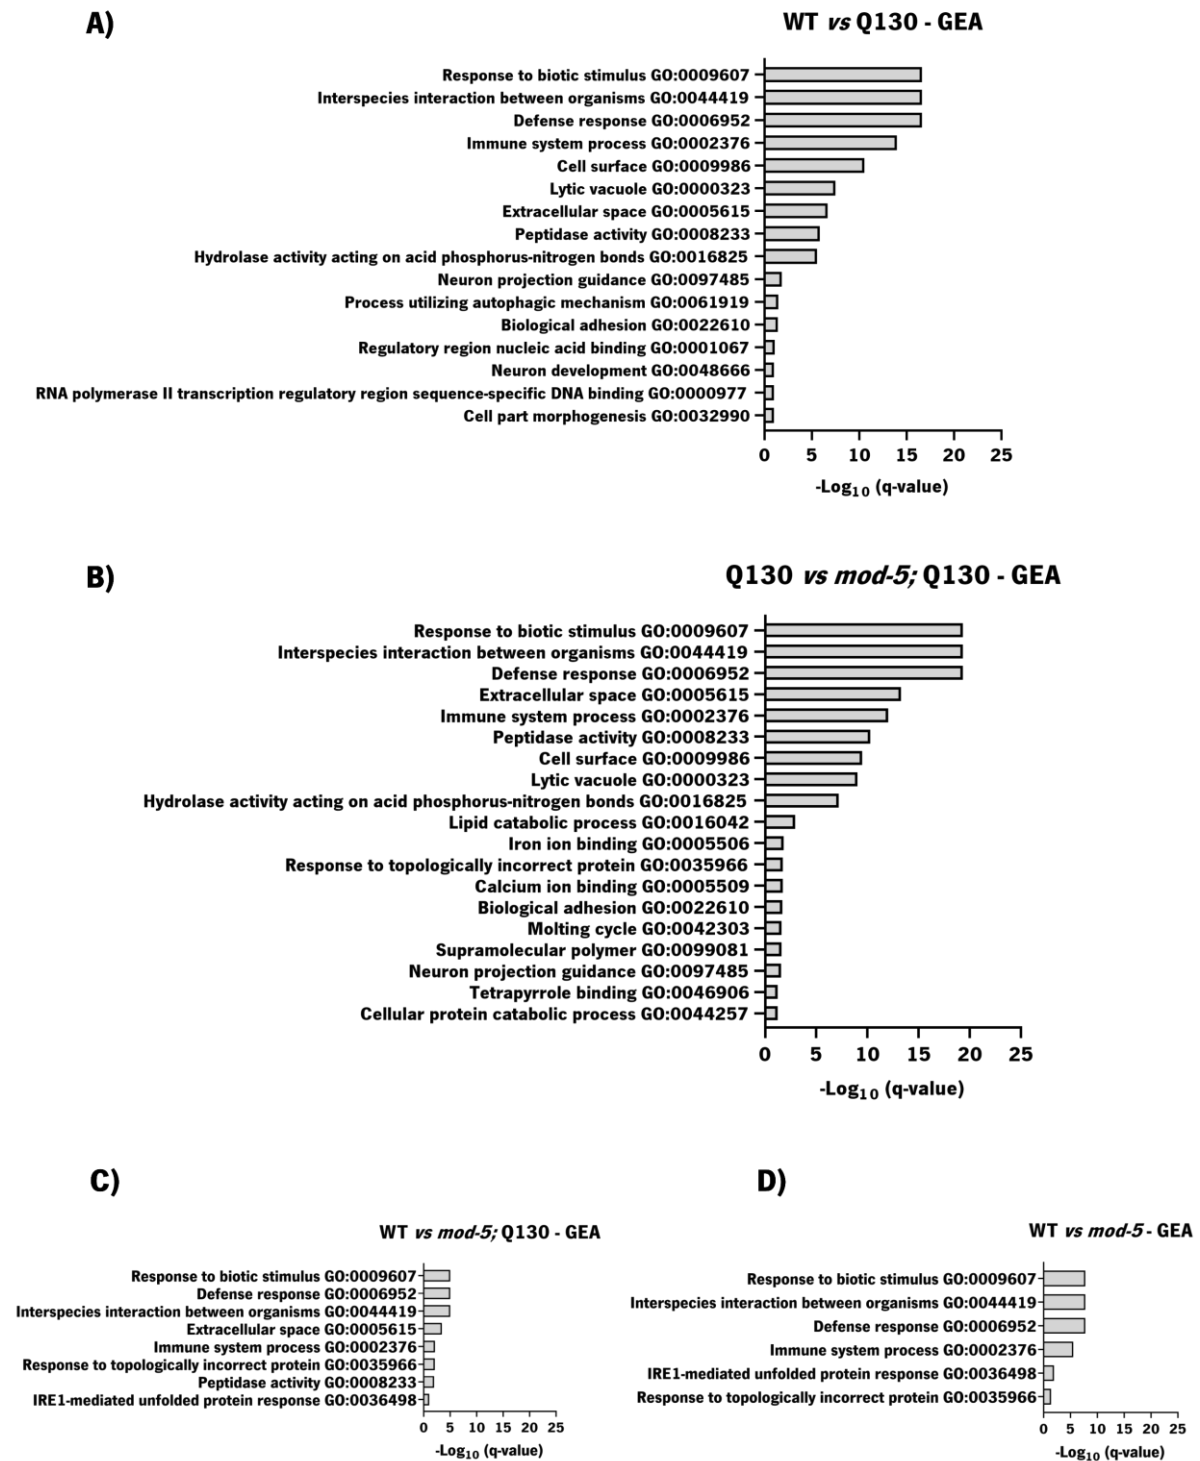 A)
WT vs Q130 - GEA
Response to biotic stimulus GO:0009607
Interspecies interaction between organisms GO:0044419
Defense response GO:0006952
Immune system process GO:0002376
Cell surface GO:0009986
Lytic vacuole GO:0000323
Extracellular space GO:0005615
Peptidase activity GO:0008233
Hydrolase activity acting on acid phosphorus-nitrogen bonds GO:0016825
Neuron projection guidance GO:0097485
Process utilizing autophagic mechanism GO:0061919
Biological adhesion GO:0022610
Regulatory region nucleic acid binding GO:0001067
Neuron development GO:0048666
RNA polymerase II transcription regulatory region sequence-specific DNA binding GO:0000977
Cell part morphogenesis GO:0032990
0 5 10 15 20 25
-Log10 (q-value)
B)
Q130 vs mod-5; Q130 - GEA
Response to biotic stimulus GO:0009607
Interspecies interaction between organisms GO:0044419
Defense response GO:0006952
Extracellular space GO:0005615
Immune system process GO:0002376
Peptidase activity GO:0008233
Cell surface GO:0009986
Lytic vacuole GO:0000323
Hydrolase activity acting on acid phosphorus-nitrogen bonds GO:0016825
Lipid catabolic process GO:0016042
Iron ion binding GO:0005506
Response to topologically incorrect protein GO:0035966
Calcium ion binding GO:0005509
Biological adhesion GO:0022610
Molting cycle GO:0042303
Supramolecular polymer GO:0099081
Neuron projection guidance GO:0097485
Tetrapyrrole binding GO:0046906
Cellular protein catabolic process GO:0044257
0 5 10 15 20 25
-Log10 (q-value)
C)
WT vs mod-5; Q130 - GEA
Response to biotic stimulus GO:0009607
Defense response GO:0006952
Interspecies interaction between organisms GO:0044419
Extracellular space GO:0005615
Immune system process GO:0002376
Response to topologically incorrect protein GO:0035966
Peptidase activity GO:0008233
IRE1-mediated unfolded protein response GO:0036498
0 5 10 15 20 25
-Log10 (q-value)
D)
WT vs mod-5 - GEA
Response to biotic stimulus GO:0009607
Interspecies interaction between organisms GO:0044419
Defense response GO:0006952
Immune system process GO:0002376
IRE1-mediated unfolded protein response GO:0036498
Response to topologically incorrect protein GO:0035966
0 5 10 15 20 25
-Log10 (q-value)